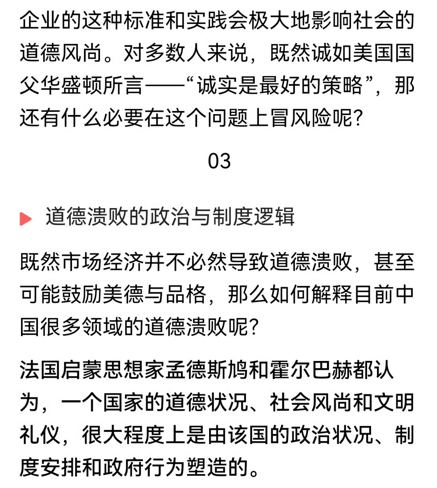 企业的这种标准和实践会极大地影响社会的
道德风尚。对多数人来说，既然诚如美国国
父华盛顿所言——“诚实是最好的策略”，那
还有什么必要在这个问题上冒风险呢？
03
道德溃败的政治与制度逻辑
既然市场经济并不必然导致道德溃败，甚至
可能鼓励美德与品格，那么如何解释目前中
国很多领域的道德溃败呢？
法国启蒙思想家孟德斯鸠和霍尔巴赫都认
为，一个国家的道德状况、社会风尚和文明
礼仪，很大程度上是由该国的政治状况、制
度安排和政府行为塑造的。